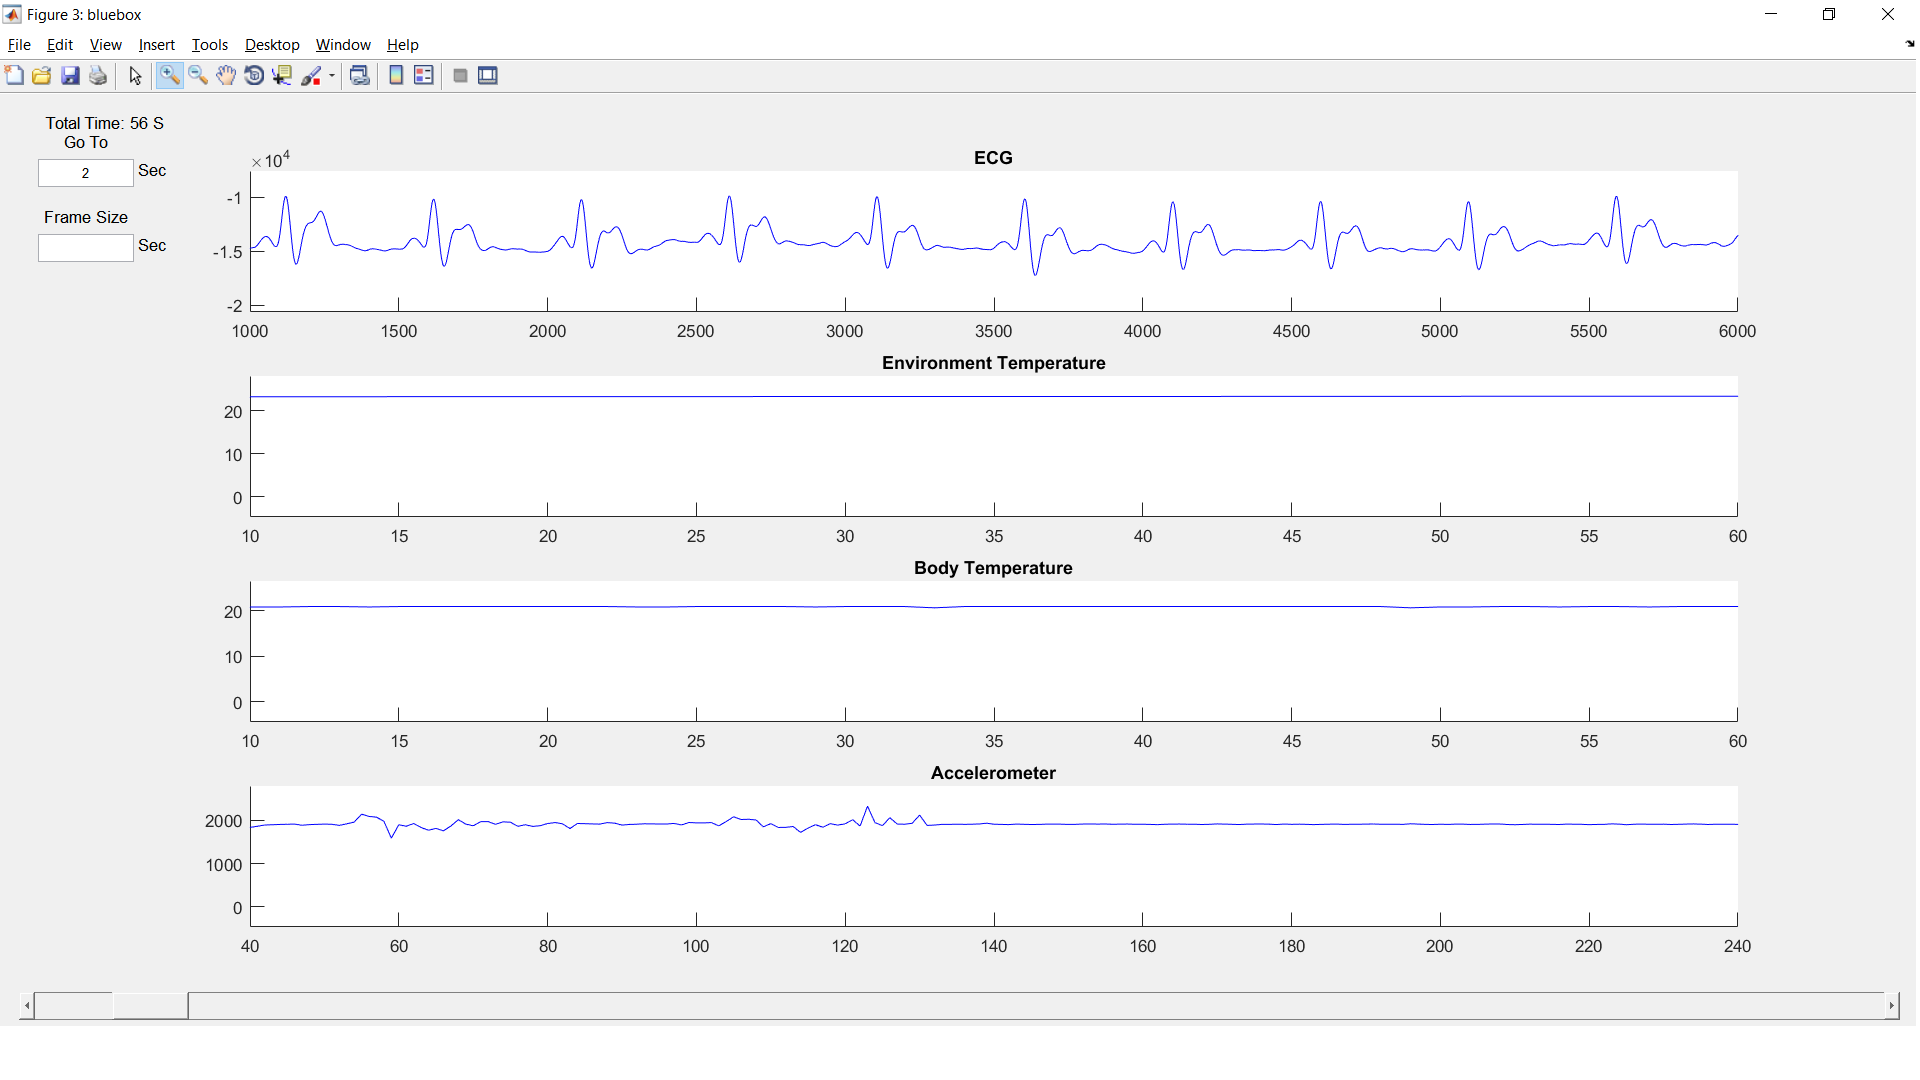 Figure 3: bluebox
File Edit View Insert Tools Desktop Window Help
Total Time: 56 S
Go To
2 Sec
Frame Size
Sec
ECG
×10^4
-1
-1.5
-2
1000 1500 2000 2500 3000 3500 4000 4500 5000 5500 6000
Environment Temperature
20
10
0
10 15 20 25 30 35 40 45 50 55 60
Body Temperature
20
10
0
10 15 20 25 30 35 40 45 50 55 60
Accelerometer
2000
1000
0
40 60 80 100 120 140 160 180 200 220 240